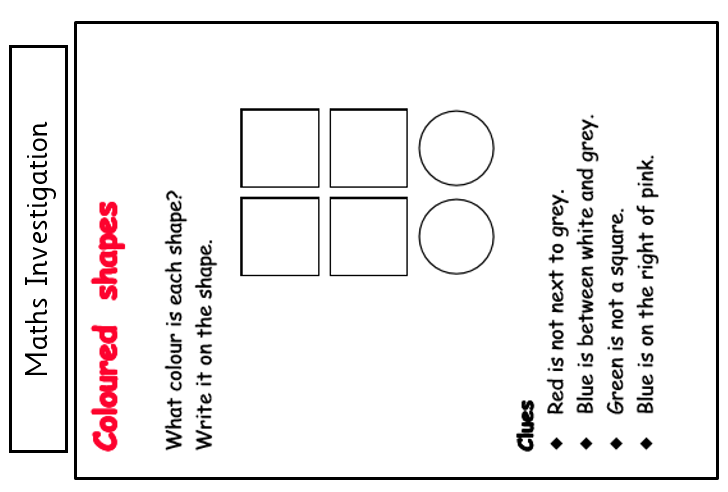 Maths Investigation
Coloured shapes
What colour is each shape?
Write it on the shape.
Clues
◆ Red is not next to grey.
◆ Blue is between white and grey.
◆ Green is not a square.
◆ Blue is on the right of pink.